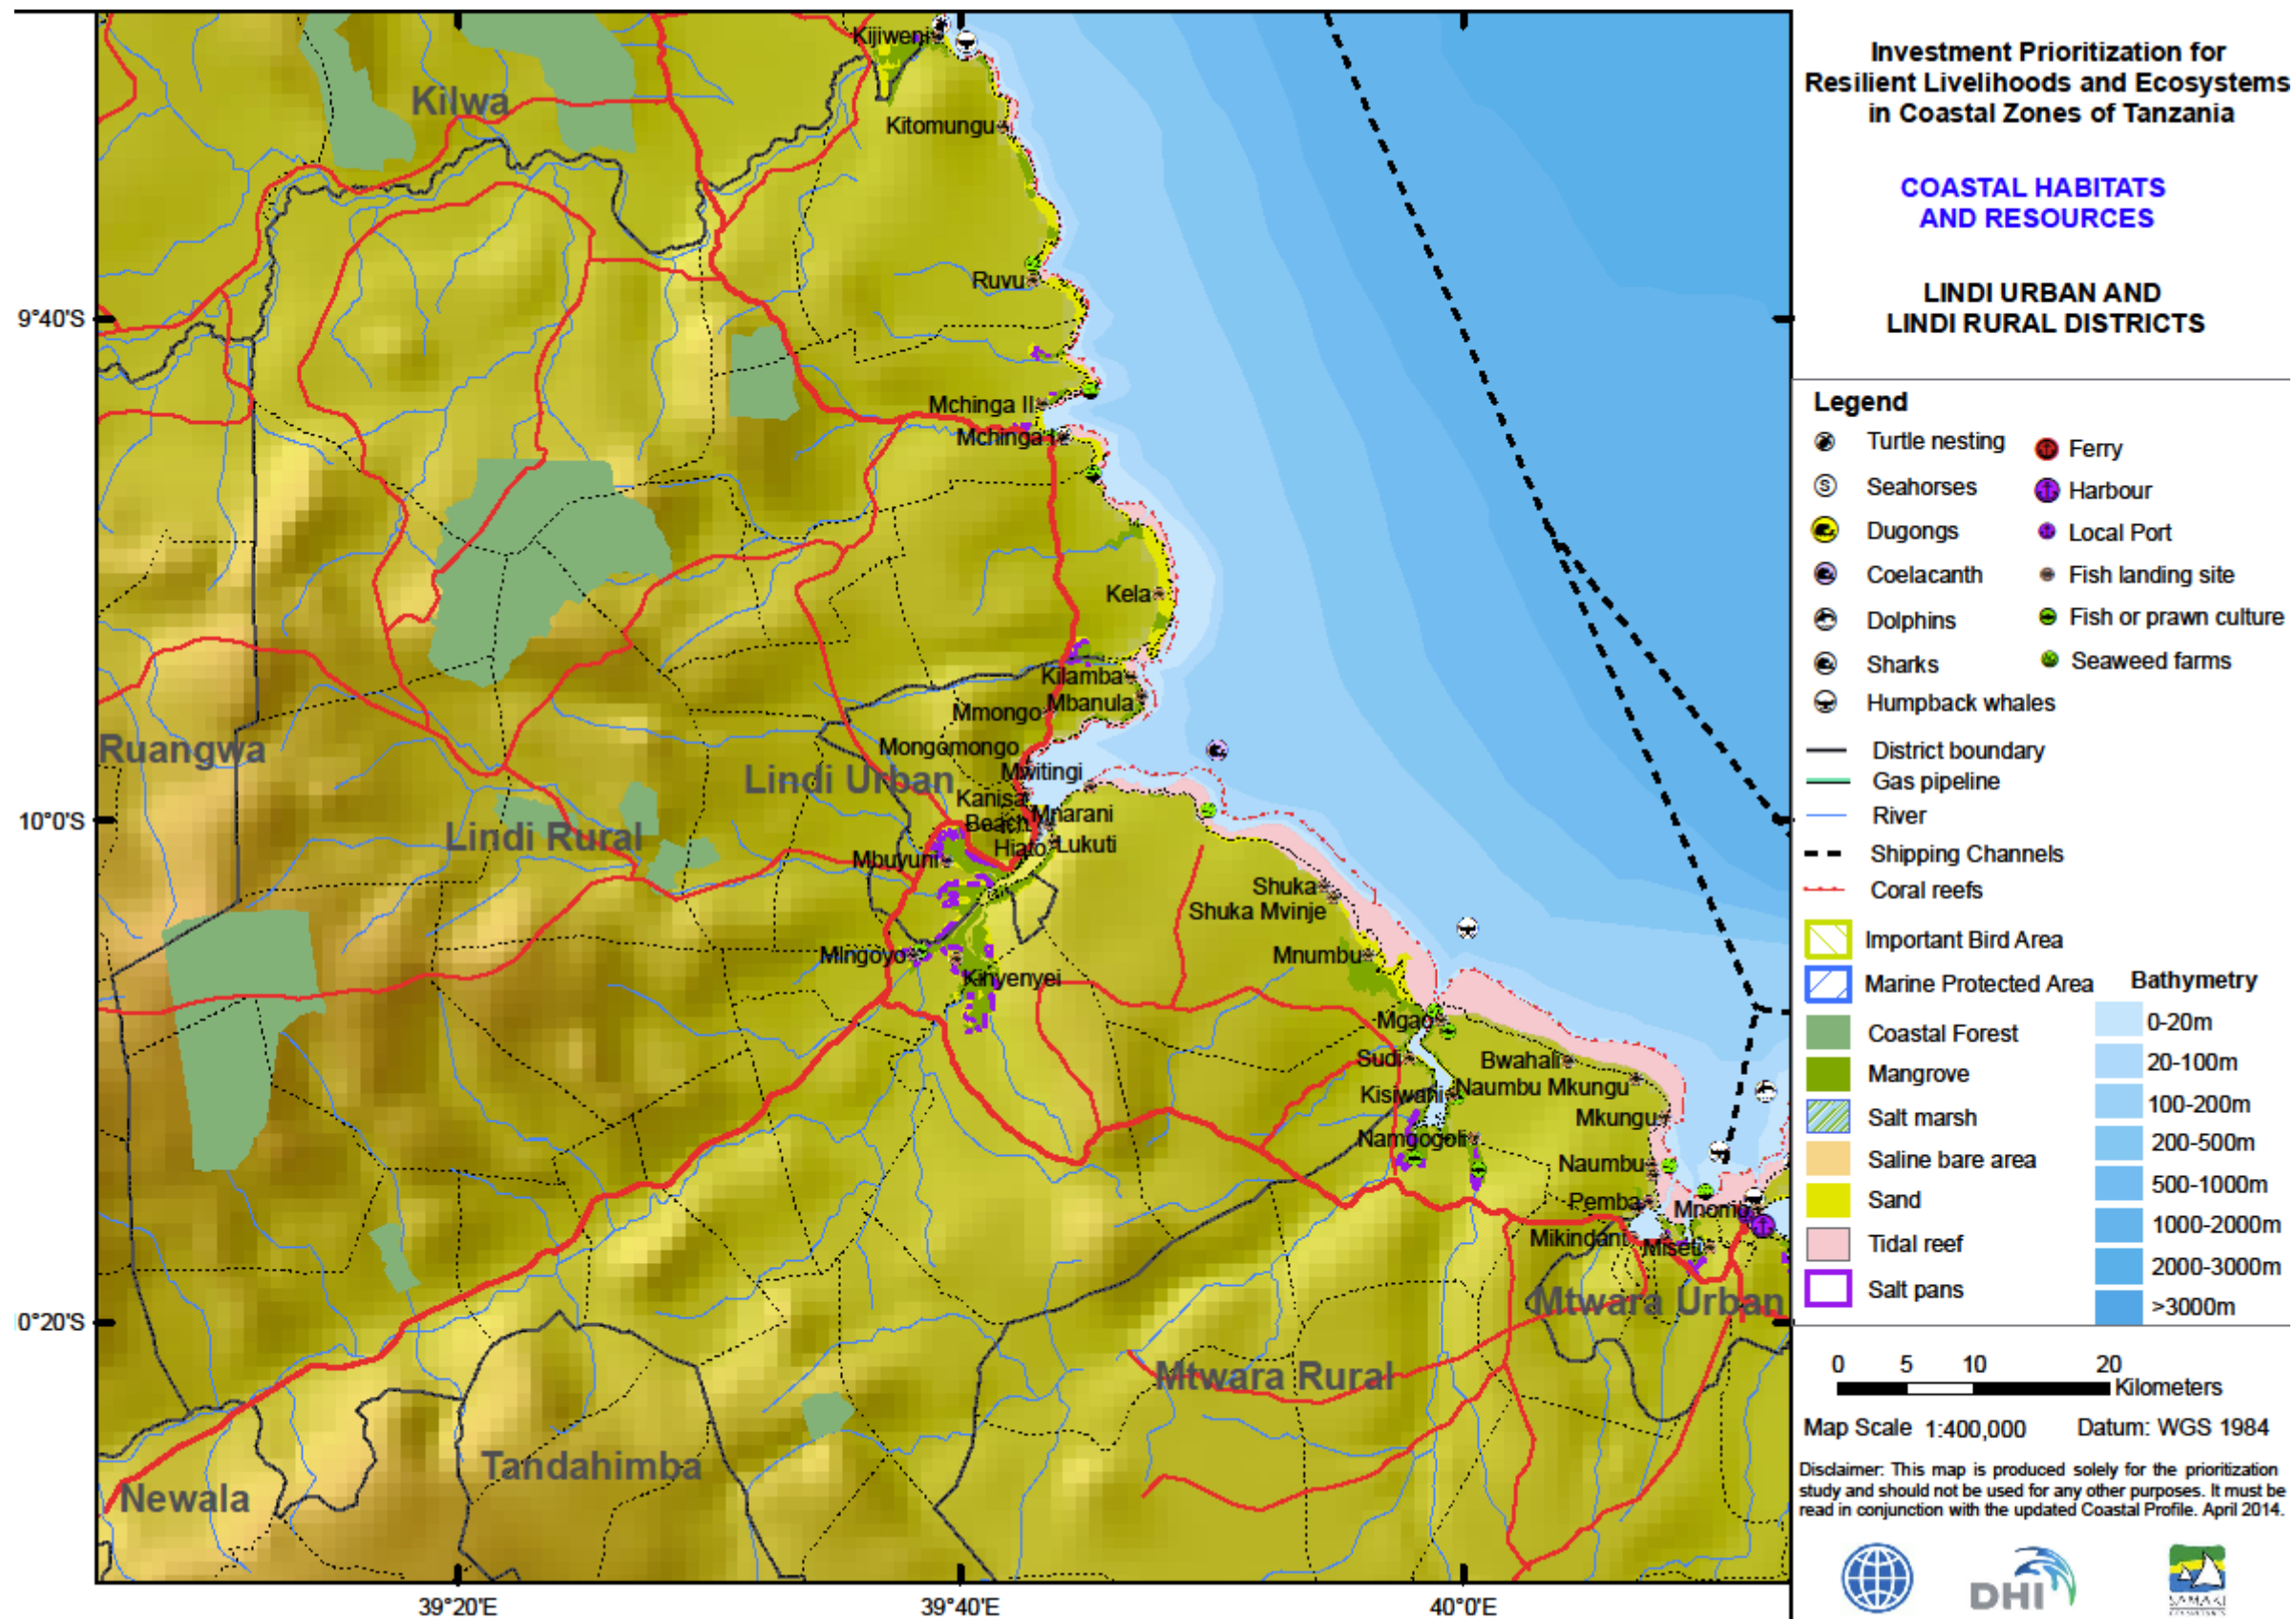 Investment Prioritization for
Resilient Livelihoods and Ecosystems
in Coastal Zones of Tanzania
COASTAL HABITATS
AND RESOURCES
LINDI URBAN AND
LINDI RURAL DISTRICTS
Legend
Turtle nesting
Seahorses
Dugongs
Coelacanth
Dolphins
Sharks
Humpback whales
Ferry
Harbour
Local Port
Fish landing site
Fish or prawn culture
Seaweed farms
District boundary
Gas pipeline
River
Shipping Channels
Coral reefs
Important Bird Area
Marine Protected Area
Coastal Forest
Mangrove
Salt marsh
Saline bare area
Sand
Tidal reef
Salt pans
Bathymetry
0-20m
20-100m
100-200m
200-500m
500-1000m
1000-2000m
2000-3000m
>3000m
0 5 10 20
Kilometers
Map Scale 1:400,000 Datum: WGS 1984
Disclaimer: This map is produced solely for the prioritization
study and should not be used for any other purposes. It must be
read in conjunction with the updated Coastal Profile. April 2014.
DHI
SAMAKI
CONSULTANTS
Kijiweni
Kilwa
Kitomungu
Ruvu
9°40'S
Mchinga II
Mchinga I
Kela
Kilamba
Mbanula
Mmongo
Ruangwa
Mongomongo
Mwitingi
Lindi Urban
Kanisa
Mnarani
10°0'S
Beach
Lindi Rural
Hiato
Lukuti
Mbuyuni
Shuka
Shuka Mvinje
Mingoyo
Mnumbu
Kinyenyei
Mgao
Sudi
Bwahali
Kisiwani
Naumbu Mkungu
Mkungu
Namgogoli
Naumbu
Pemba
Mnomo
Mikindani
Miseti
Mtwara Urban
0°20'S
Mtwara Rural
Tandahimba
Newala
39°20'E
39°40'E
40°0'E